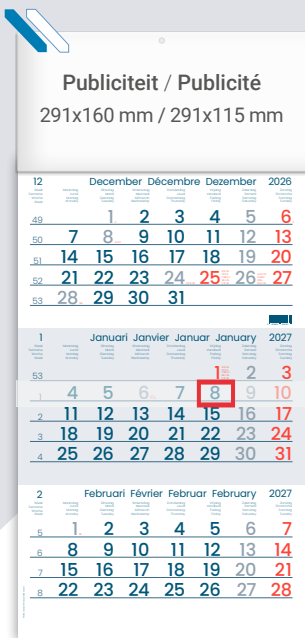 Publiciteit / Publicité
291x160 mm / 291x115 mm
12 December Décembre Dezember 2026
49 1 2 3 4 5 6
50 7 8 9 10 11 12 13
51 14 15 16 17 18 19 20
52 21 22 23 24 25 26 27
53 28 29 30 31
1 Januari Janvier Januar January 2027
53 1 2 3
1 4 5 6 7 8 9 10
2 11 12 13 14 15 16 17
3 18 19 20 21 22 23 24
4 25 26 27 28 29 30 31
2 Februari Février Februar February 2027
5 1 2 3 4 5 6 7
6 8 9 10 11 12 13 14
7 15 16 17 18 19 20 21
8 22 23 24 25 26 27 28